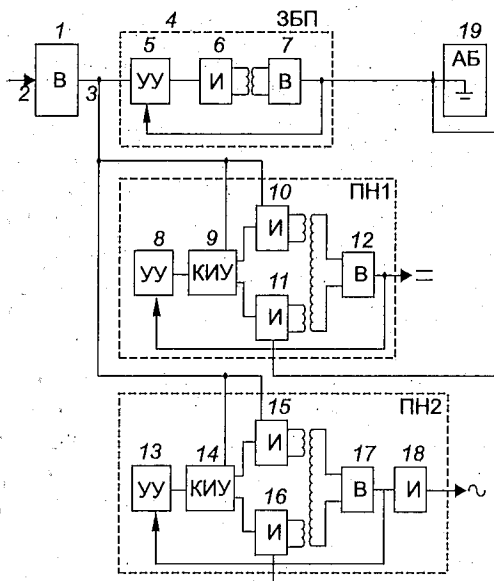 4 ЗБП
1 5 6 7 19
2 В 3 УУ И В АБ
ПН1
10
8 9 И 12
УУ КИУ 11 В =
И
ПН2
15
13 14 И 17 18
УУ КИУ 16 В И ~
И